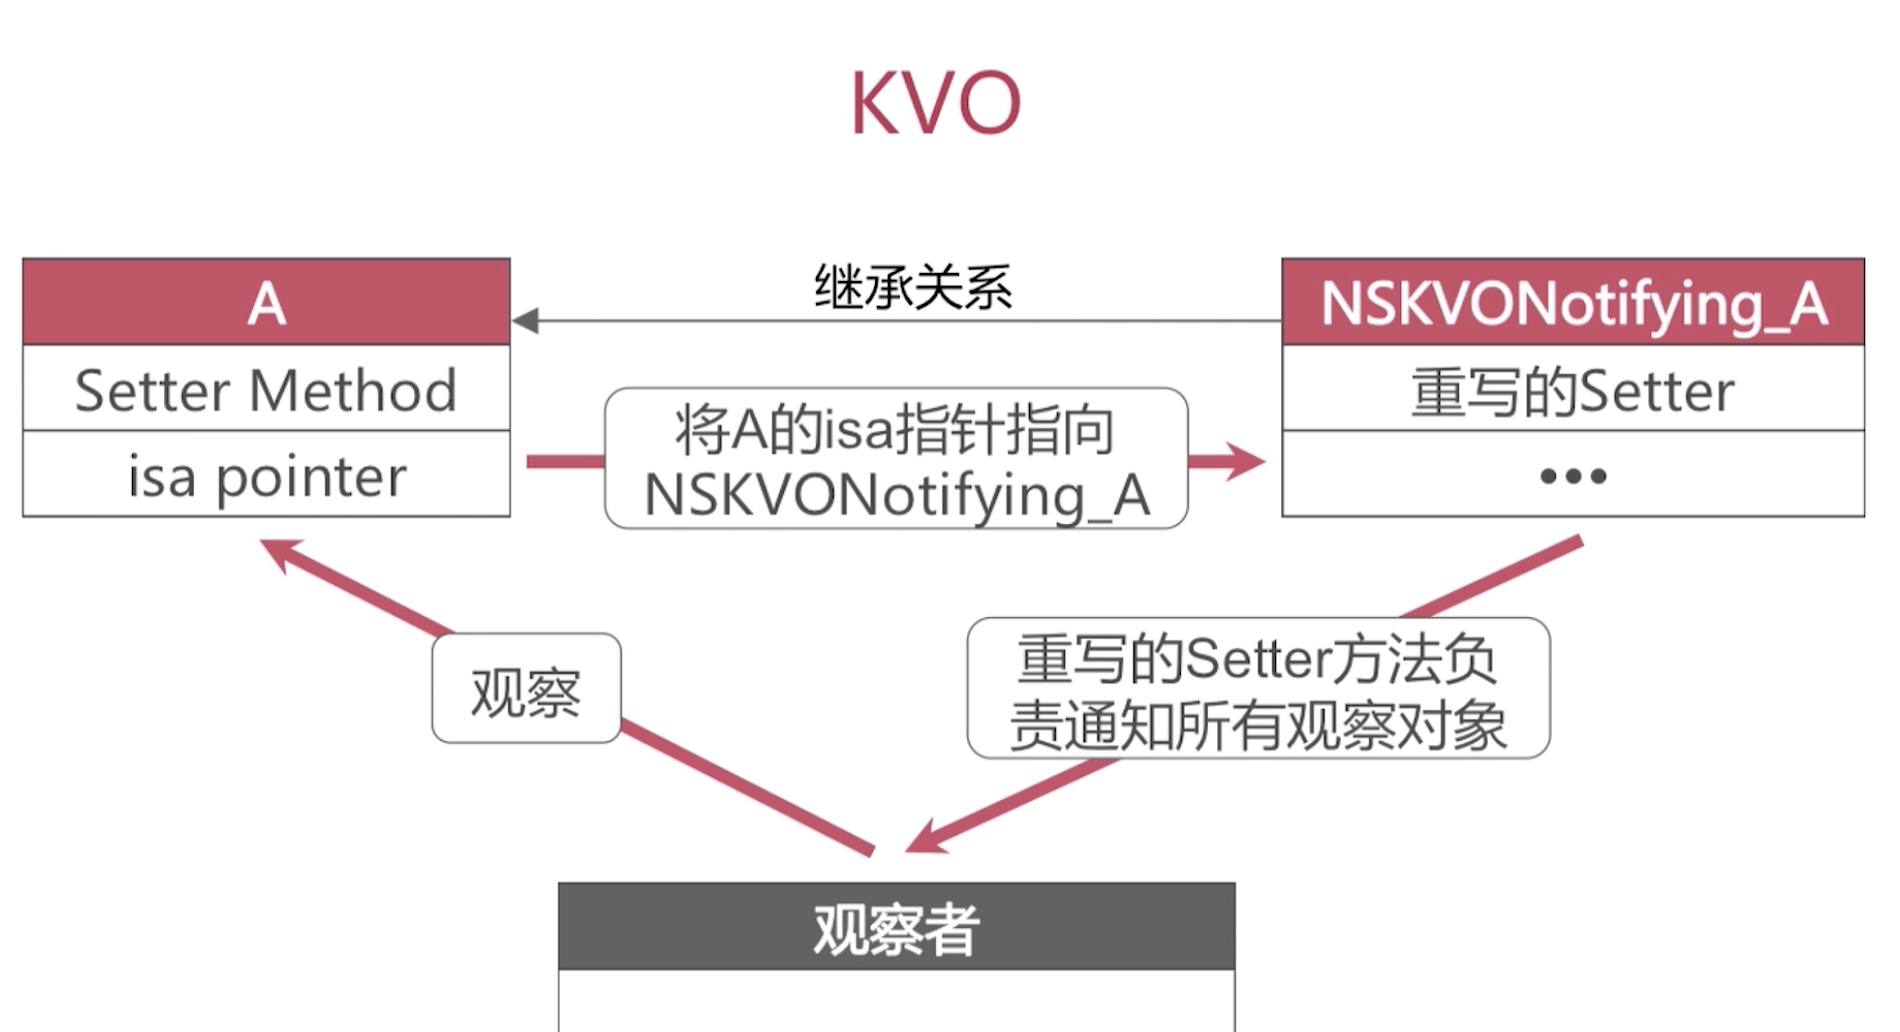 KVO
继承关系
A
NSKVONotifying_A
Setter Method
重写的Setter
将A的isa指针指向
NSKVONotifying_A
isa pointer
•••
观察
重写的Setter方法负
责通知所有观察对象
观察者